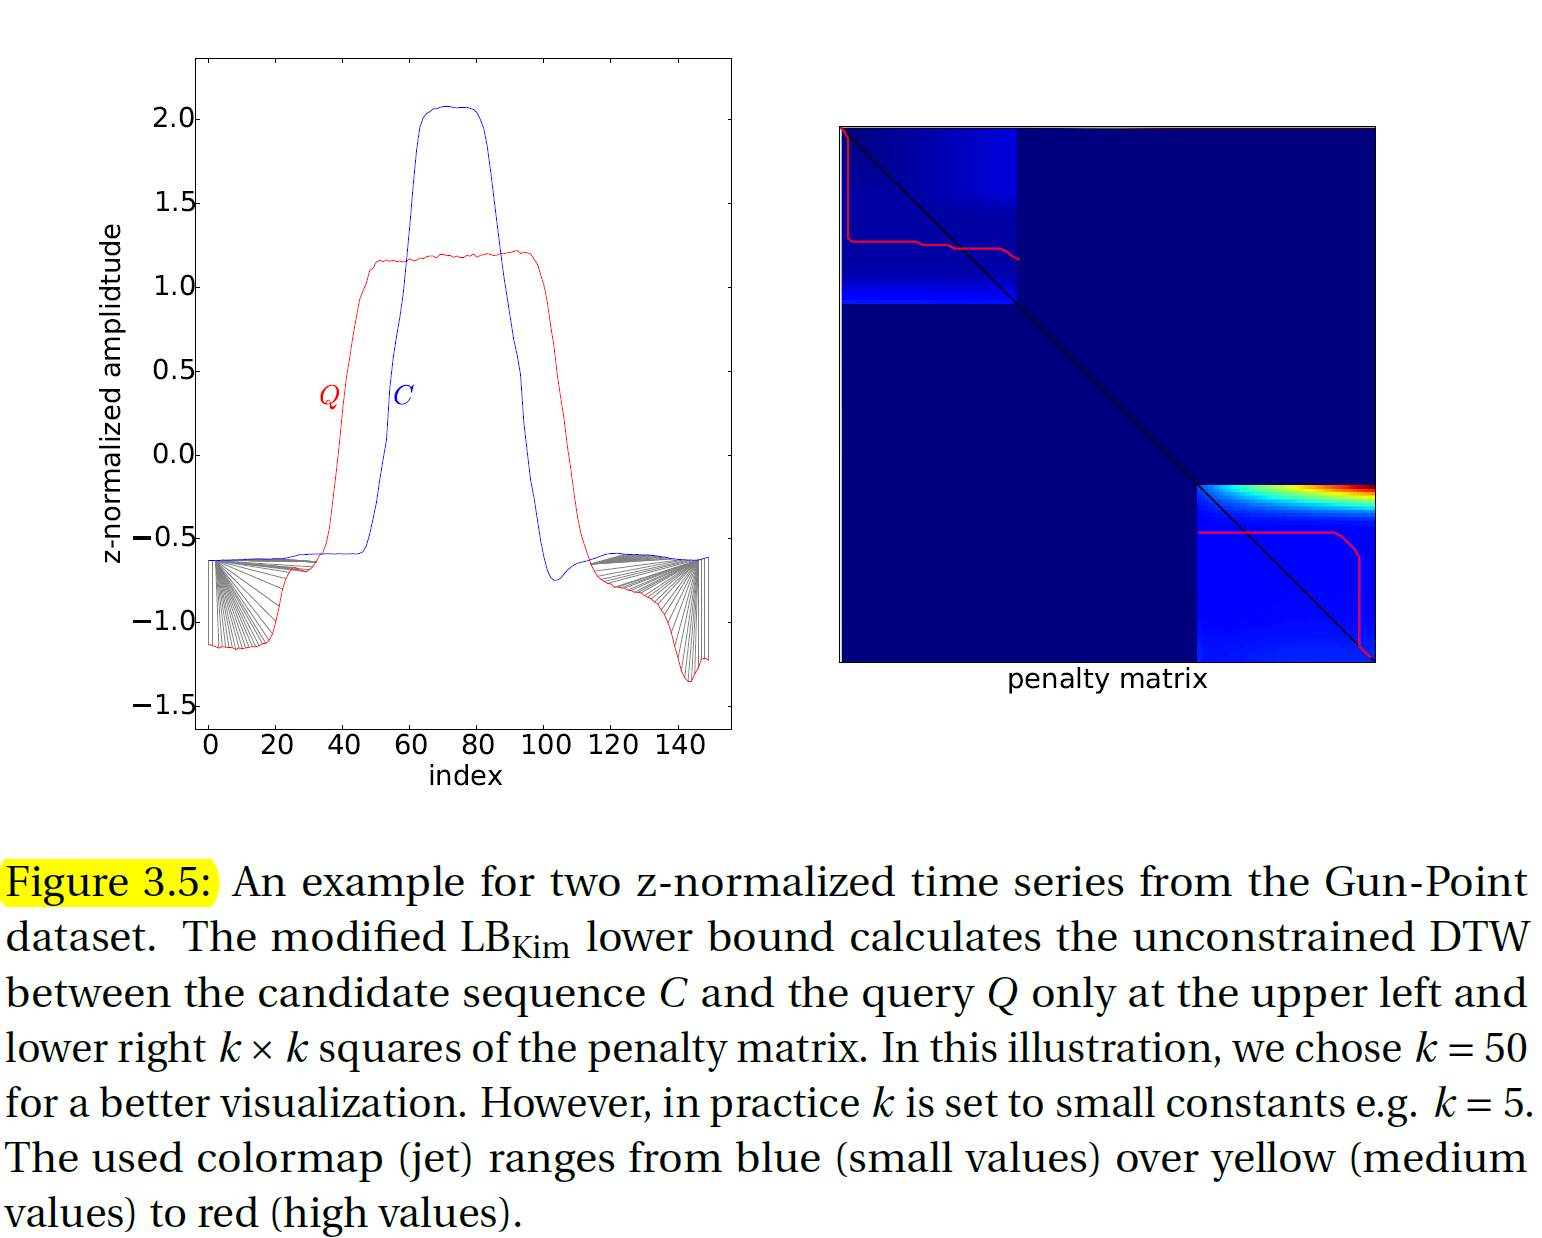 z-normalized amplidtude
2.0
1.5
1.0
0.5
0.0
−0.5
−1.0
−1.5
Q
C
0 20 40 60 80 100 120 140
index
penalty matrix
Figure 3.5: An example for two z-normalized time series from the Gun-Point
dataset. The modified LB_Kim lower bound calculates the unconstrained DTW
between the candidate sequence C and the query Q only at the upper left and
lower right k × k squares of the penalty matrix. In this illustration, we chose k = 50
for a better visualization. However, in practice k is set to small constants e.g. k = 5.
The used colormap (jet) ranges from blue (small values) over yellow (medium
values) to red (high values).